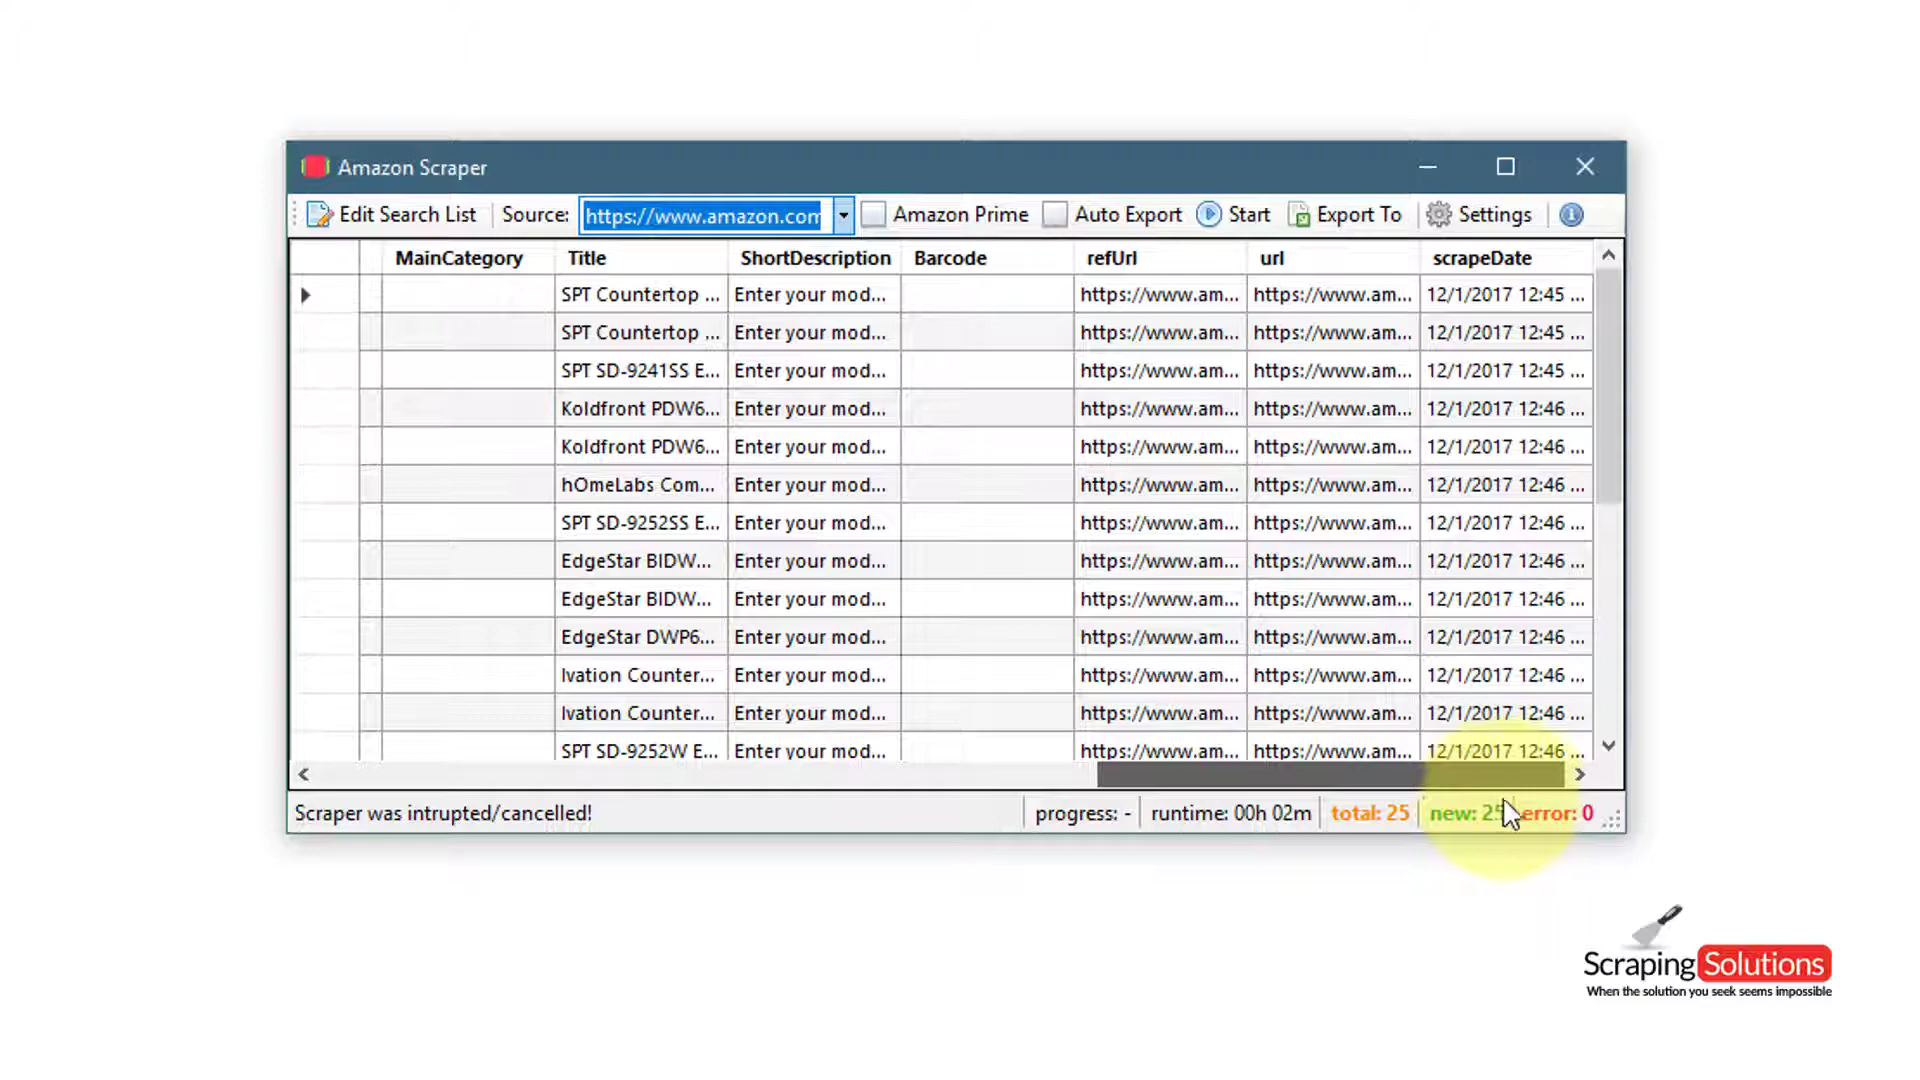 Amazon Scraper
Edit Search List Source: https://www.amazon.com Amazon Prime Auto Export Start Export To Settings
MainCategory Title ShortDescription Barcode refUrl url scrapeDate
SPT Countertop ... Enter your mod... https://www.am... https://www.am... 12/1/2017 12:45 ...
SPT Countertop ... Enter your mod... https://www.am... https://www.am... 12/1/2017 12:45 ...
SPT SD-9241SS E... Enter your mod... https://www.am... https://www.am... 12/1/2017 12:45 ...
Koldfront PDW6... Enter your mod... https://www.am... https://www.am... 12/1/2017 12:46 ...
Koldfront PDW6... Enter your mod... https://www.am... https://www.am... 12/1/2017 12:46 ...
hOmeLabs Com... Enter your mod... https://www.am... https://www.am... 12/1/2017 12:46 ...
SPT SD-9252SS E... Enter your mod... https://www.am... https://www.am... 12/1/2017 12:46 ...
EdgeStar BIDW... Enter your mod... https://www.am... https://www.am... 12/1/2017 12:46 ...
EdgeStar BIDW... Enter your mod... https://www.am... https://www.am... 12/1/2017 12:46 ...
EdgeStar DWP6... Enter your mod... https://www.am... https://www.am... 12/1/2017 12:46 ...
Ivation Counter... Enter your mod... https://www.am... https://www.am... 12/1/2017 12:46 ...
Ivation Counter... Enter your mod... https://www.am... https://www.am... 12/1/2017 12:46 ...
SPT SD-9252W E... Enter your mod... https://www.am... https://www.am... 12/1/2017 12:46 ...
Scraper was intrupted/cancelled! progress: - runtime: 00h 02m total: 25 new: 25 error: 0
Scraping Solutions
When the solution you seek seems impossible